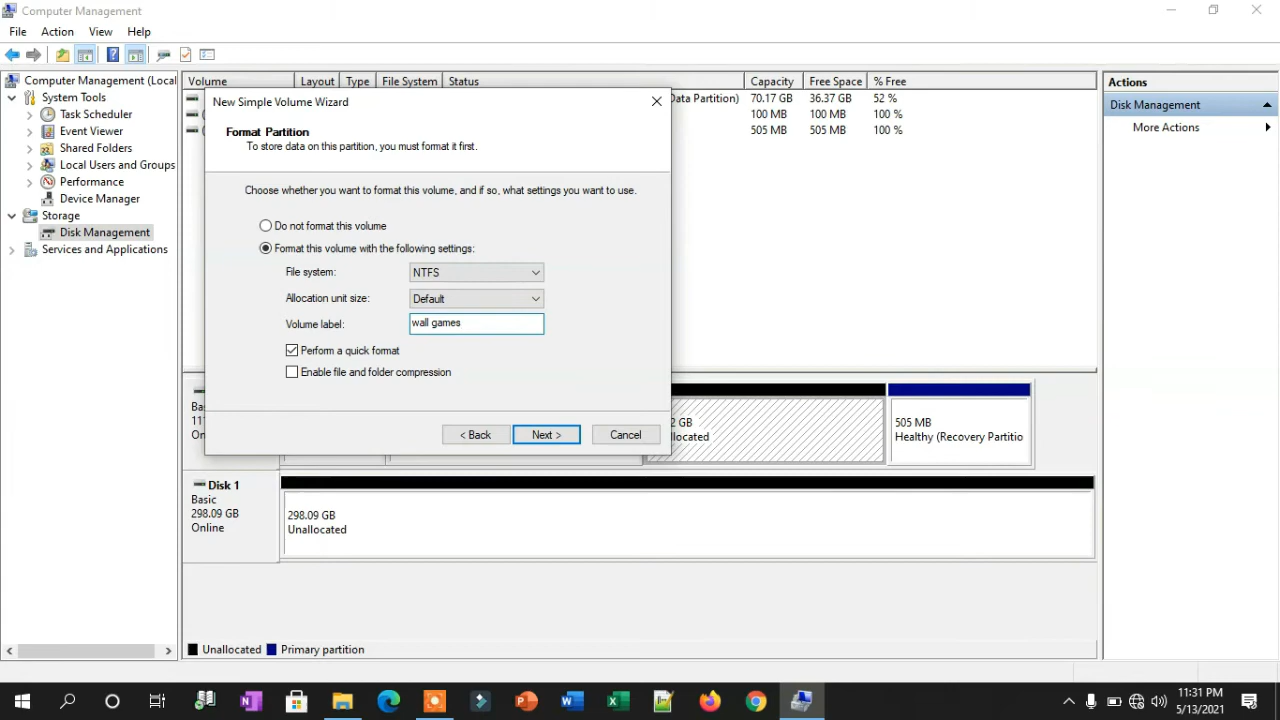 Computer Management
File Action View Help
Computer Management (Local
System Tools
Task Scheduler
Event Viewer
Shared Folders
Local Users and Groups
Performance
Device Manager
Storage
Disk Management
Services and Applications
Volume Layout Type File System Status Capacity Free Space % Free
Data Partition) 70.17 GB 36.37 GB 52 %
100 MB 100 MB 100 %
505 MB 505 MB 100 %
New Simple Volume Wizard
Format Partition
To store data on this partition, you must format it first.
Choose whether you want to format this volume, and if so, what settings you want to use.
Do not format this volume
Format this volume with the following settings:
File system: NTFS
Allocation unit size: Default
Volume label: wall games
Perform a quick format
Enable file and folder compression
< Back Next > Cancel
505 MB
Healthy (Recovery Partitio
Disk 1
Basic
298.09 GB
Online
298.09 GB
Unallocated
Unallocated Primary partition
Actions
Disk Management
More Actions
11:31 PM
5/13/2021